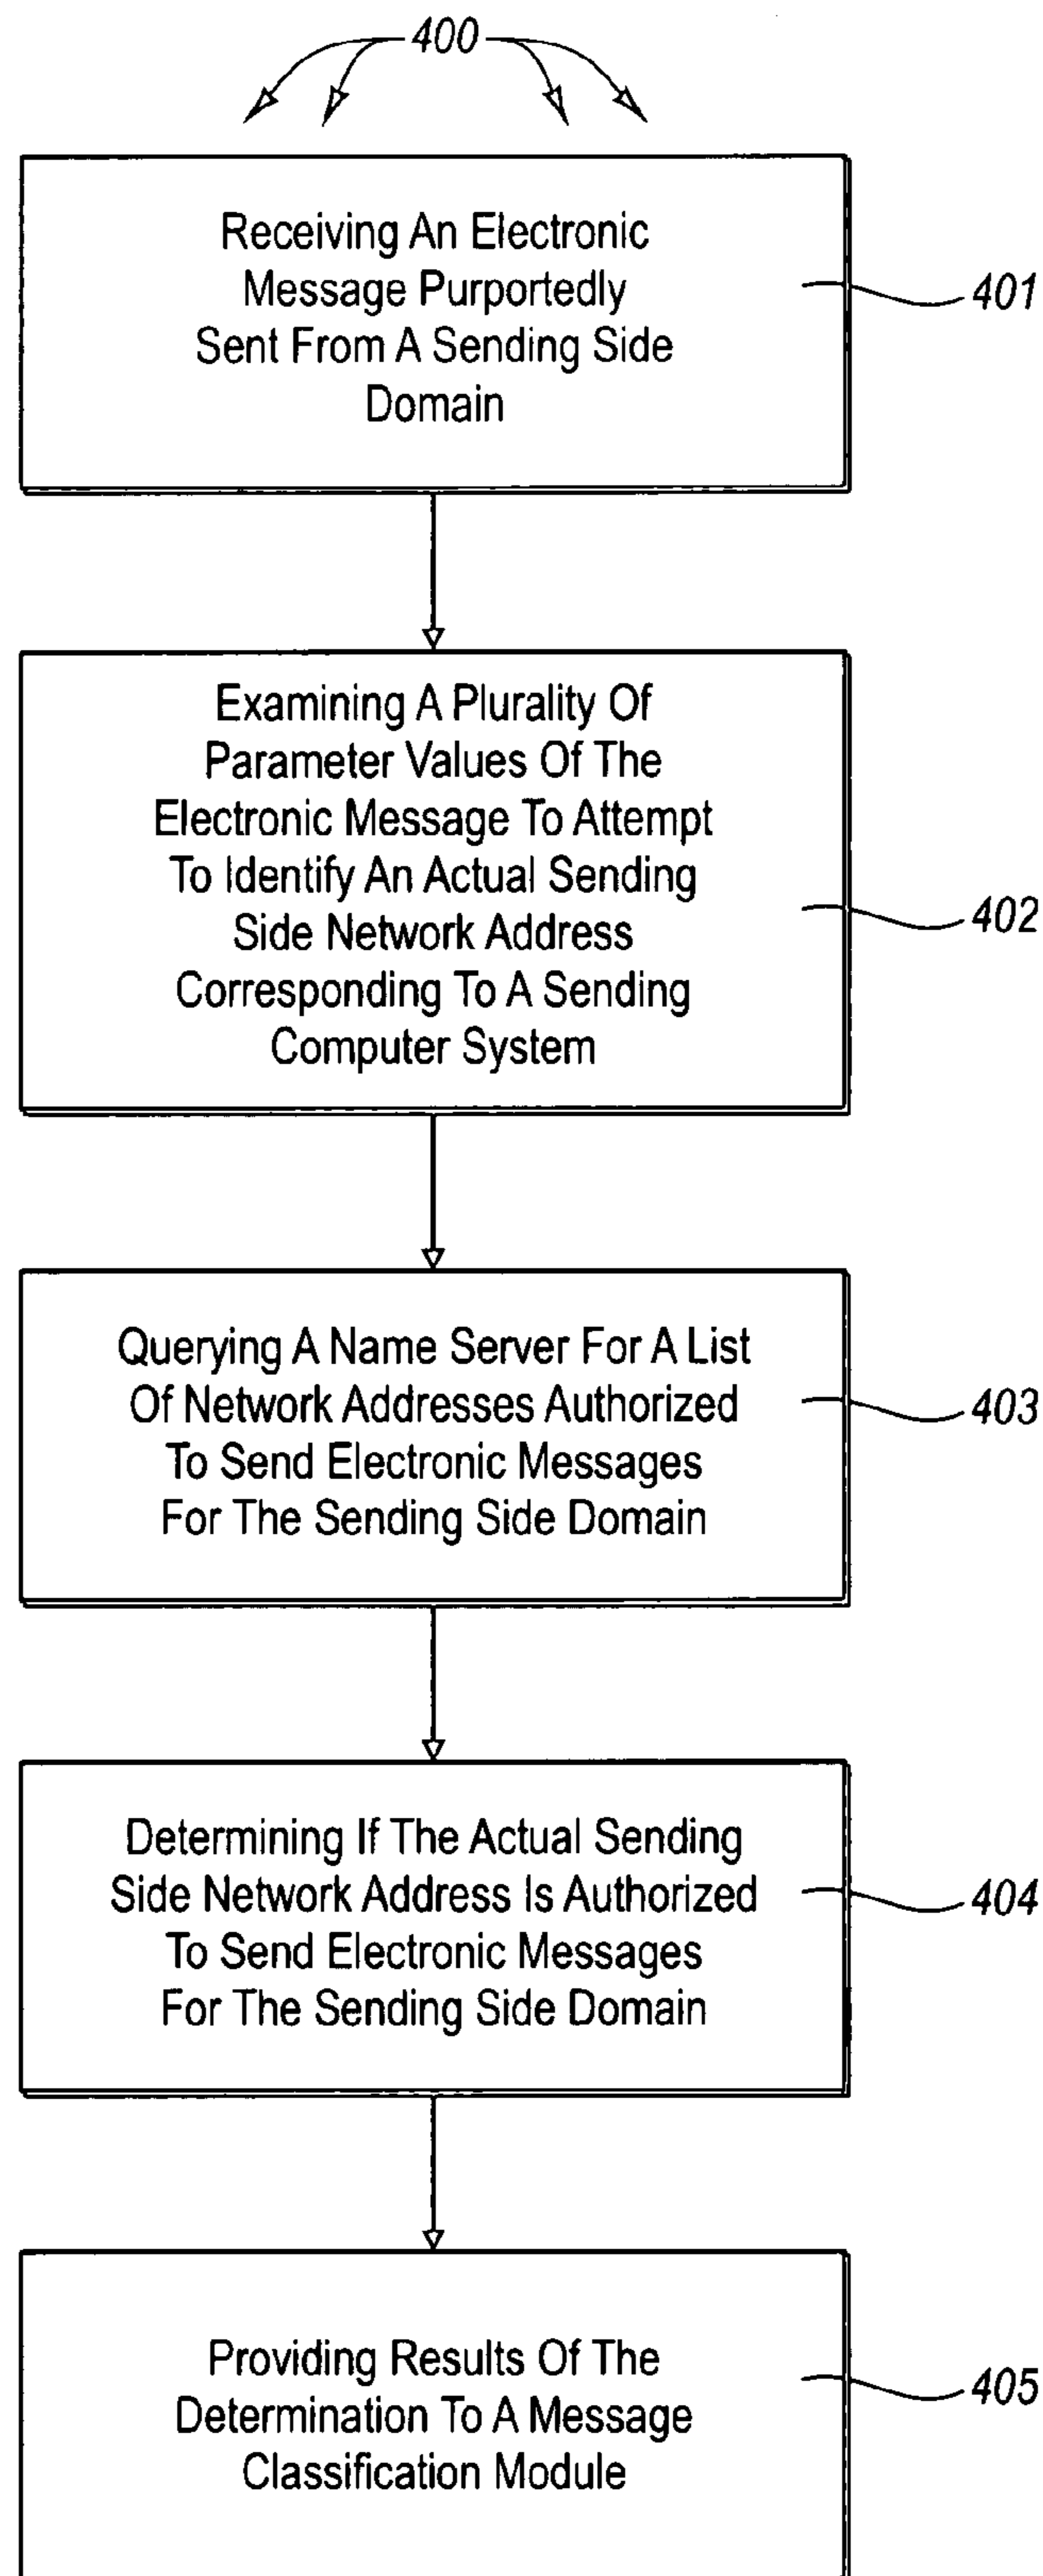 400
Receiving An Electronic
Message Purportedly
Sent From A Sending Side
Domain
401
Examining A Plurality Of
Parameter Values Of The
Electronic Message To Attempt
To Identify An Actual Sending
Side Network Address
Corresponding To A Sending
Computer System
402
Querying A Name Server For A List
Of Network Addresses Authorized
To Send Electronic Messages
For The Sending Side Domain
403
Determining If The Actual Sending
Side Network Address Is Authorized
To Send Electronic Messages
For The Sending Side Domain
404
Providing Results Of The
Determination To A Message
Classification Module
405